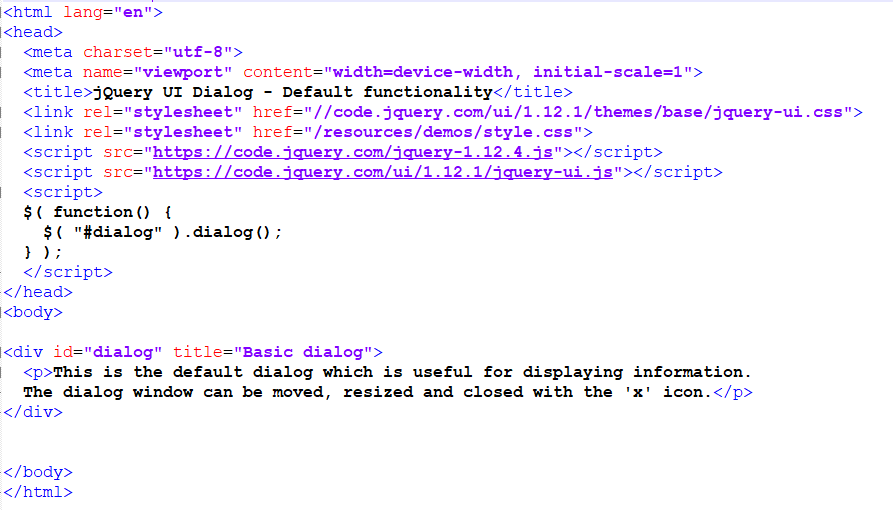 <html lang="en">
<head>
  <meta charset="utf-8">
  <meta name="viewport" content="width=device-width, initial-scale=1">
  <title>jQuery UI Dialog - Default functionality</title>
  <link rel="stylesheet" href="//code.jquery.com/ui/1.12.1/themes/base/jquery-ui.css">
  <link rel="stylesheet" href="/resources/demos/style.css">
  <script src="https://code.jquery.com/jquery-1.12.4.js"></script>
  <script src="https://code.jquery.com/ui/1.12.1/jquery-ui.js"></script>
  <script>
  $( function() {
    $( "#dialog" ).dialog();
  } );
  </script>
</head>
<body>
<div id="dialog" title="Basic dialog">
  <p>This is the default dialog which is useful for displaying information.
  The dialog window can be moved, resized and closed with the 'x' icon.</p>
</div>
</body>
</html>